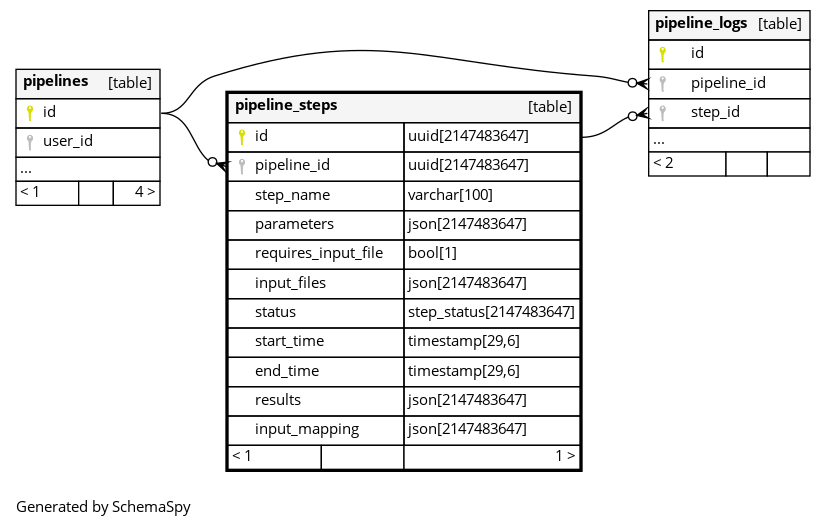 pipelines [table]
id
user_id
...
< 1 4 >
pipeline_steps [table]
id uuid[2147483647]
pipeline_id uuid[2147483647]
step_name varchar[100]
parameters json[2147483647]
requires_input_file bool[1]
input_files json[2147483647]
status step_status[2147483647]
start_time timestamp[29,6]
end_time timestamp[29,6]
results json[2147483647]
input_mapping json[2147483647]
< 1 1 >
pipeline_logs [table]
id
pipeline_id
step_id
...
< 2
Generated by SchemaSpy